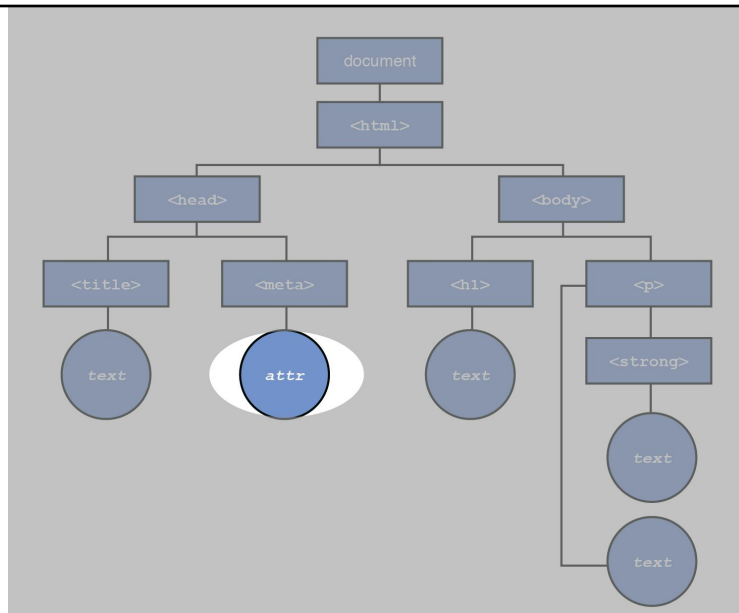 document
<html>
<head> <body>
<title> <meta> <h1> <p>
<strong>
text attr text
text
text